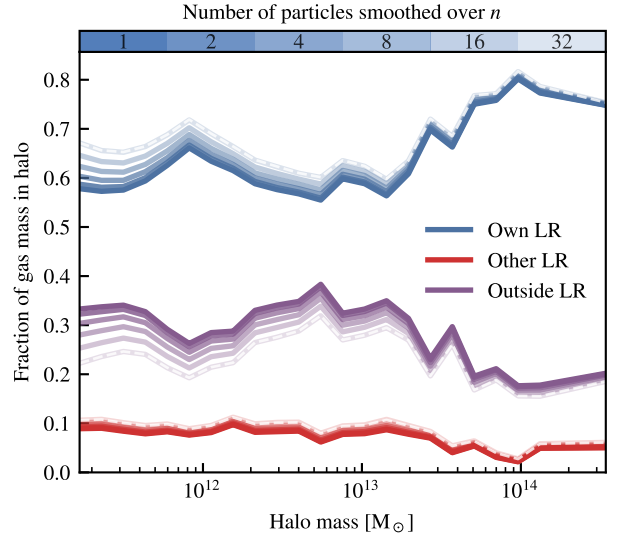 Number of particles smoothed over n
1 2 4 8 16 32
Fraction of gas mass in halo
0.8
0.7
0.6
0.5
0.4
0.3
0.2
0.1
0.0
Own LR
Other LR
Outside LR
10¹² 10¹³ 10¹⁴
Halo mass [M⊙]